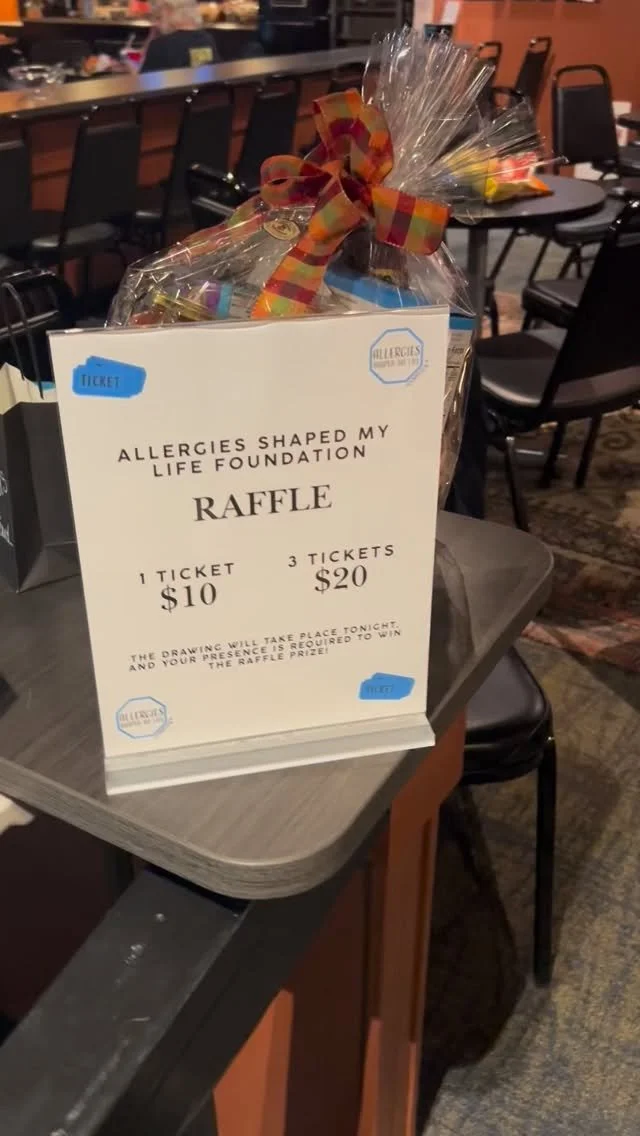 TICKET
ALLERGIES
ALLERGIES SHAPED MY
LIFE FOUNDATION
RAFFLE
1 TICKET
$10
3 TICKETS
$20
THE DRAWING WILL TAKE PLACE TONIGHT,
AND YOUR PRESENCE IS REQUIRED TO WIN
THE RAFFLE PRIZE!
TICKET
ALLERGIES